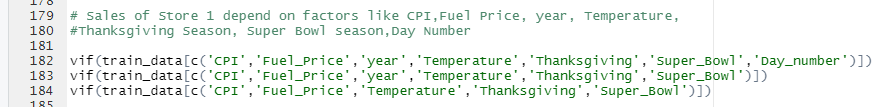 178
179 # Sales of Store 1 depend on factors like CPI,Fuel Price, year, Temperature,
180 #Thanksgiving Season, Super Bowl season,Day Number
181
182 vif(train_data[c('CPI','Fuel_Price','year','Temperature','Thanksgiving','Super_Bowl','Day_number')])
183 vif(train_data[c('CPI','Fuel_Price','year','Temperature','Thanksgiving','Super_Bowl')])
184 vif(train_data[c('CPI','Fuel_Price','Temperature','Thanksgiving','Super_Bowl')])
185